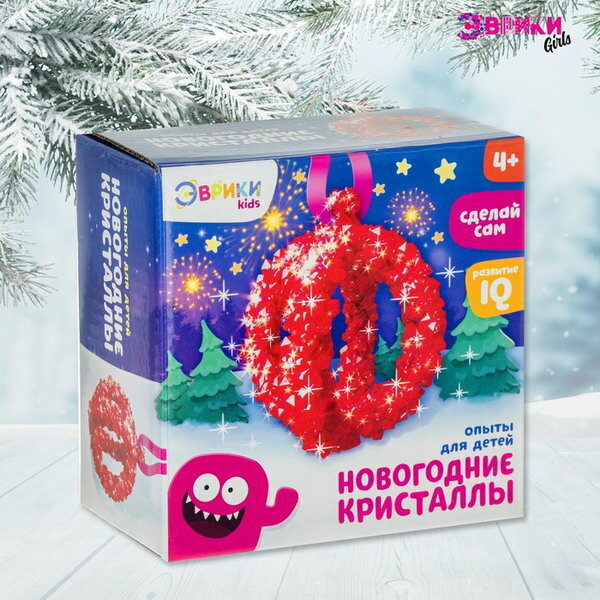 ЭВРИКИ
Girls
ЭВРИКИ
kids
4+
сделай
сам
развитие
IQ
опыты
для детей
НОВОГОДНИЕ
КРИСТАЛЛЫ
опыты для детей
НОВОГОДНИЕ
КРИСТАЛЛЫ